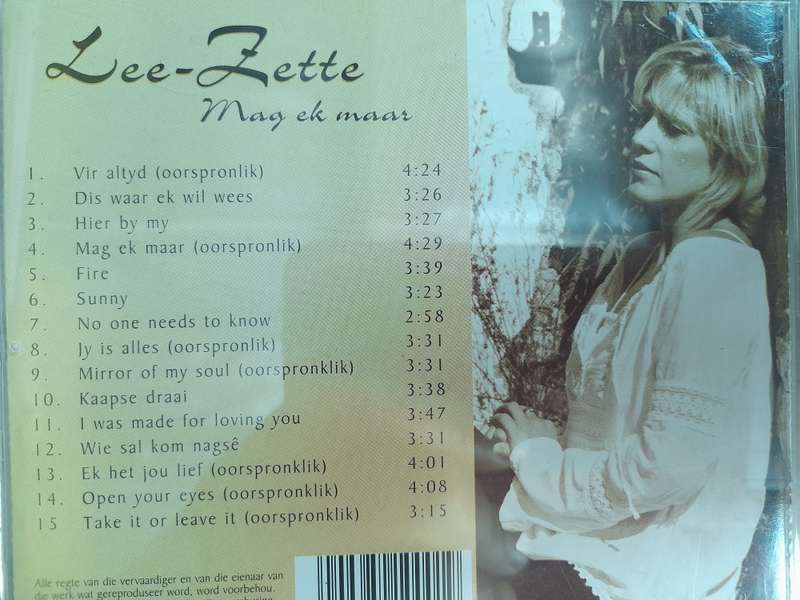 Lee-Zette
Mag ek maar
1. Vir altyd (oorspronlik) 4:24
2. Dis waar ek wil wees 3:26
3. Hier by my 3:27
4. Mag ek maar (oorspronlik) 4:29
5. Fire 3:39
6. Sunny 3:23
7. No one needs to know 2:58
8. Jy is alles (oorspronlik) 3:31
9. Mirror of my soul (oorspronklik) 3:31
10. Kaapse draai 3:38
11. I was made for loving you 3:47
12. Wie sal kom nagsê 3:31
13. Ek het jou lief (oorspronklik) 4:01
14. Open your eyes (oorspronklik) 4:08
15 Take it or leave it (oorspronklik) 3:15
Alle regte van die vervaardiger en van die eienaar van
die werk wat gereproduseer word, word voorbehou.